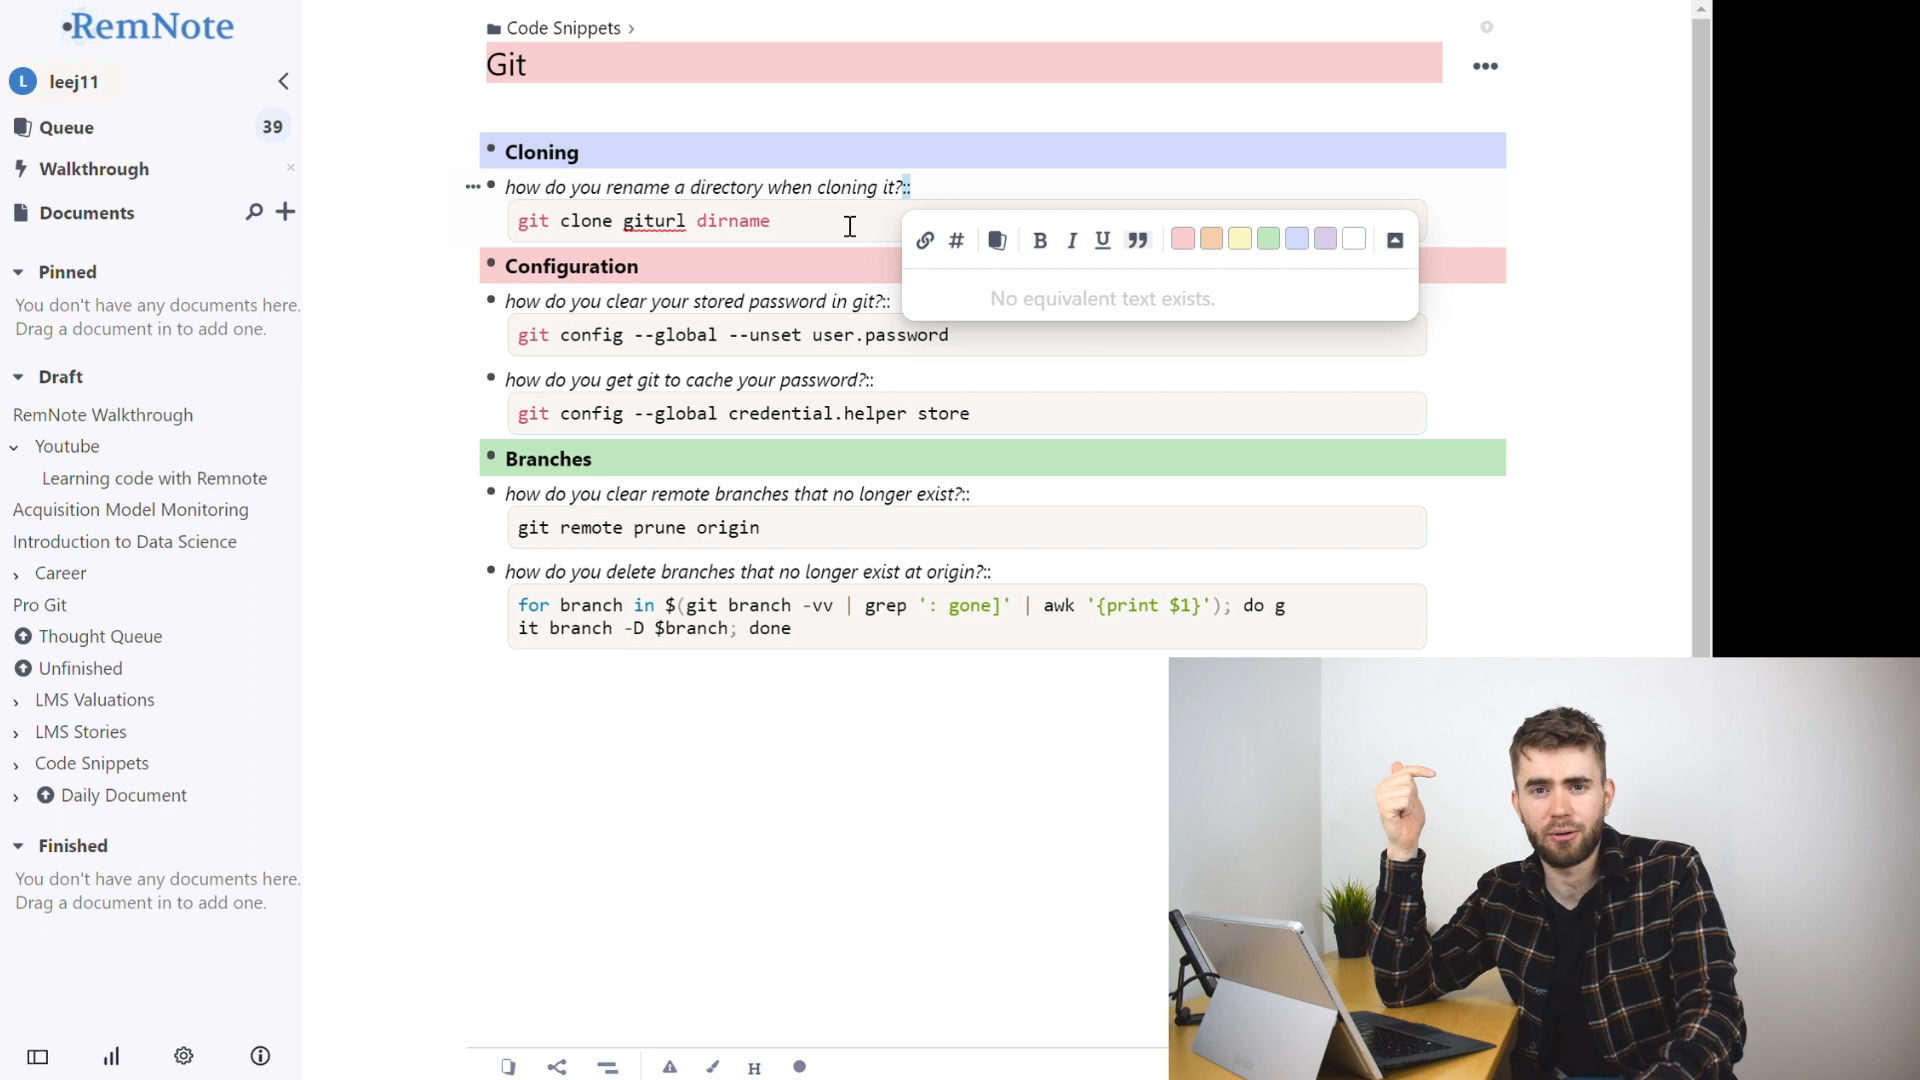 RemNote
L leej11
Queue 39
Walkthrough
Documents
Pinned
You don't have any documents here.
Drag a document in to add one.
Draft
RemNote Walkthrough
Youtube
Learning code with Remnote
Acquisition Model Monitoring
Introduction to Data Science
Career
Pro Git
Thought Queue
Unfinished
LMS Valuations
LMS Stories
Code Snippets
Daily Document
Finished
You don't have any documents here.
Drag a document in to add one.
Code Snippets ›
Git
Cloning
how do you rename a directory when cloning it?::
git clone giturl dirname
B I U
No equivalent text exists.
Configuration
how do you clear your stored password in git?::
git config --global --unset user.password
how do you get git to cache your password?::
git config --global credential.helper store
Branches
how do you clear remote branches that no longer exist?::
git remote prune origin
how do you delete branches that no longer exist at origin?::
for branch in $(git branch -vv | grep ': gone]' | awk '{print $1}'); do g
it branch -D $branch; done
H